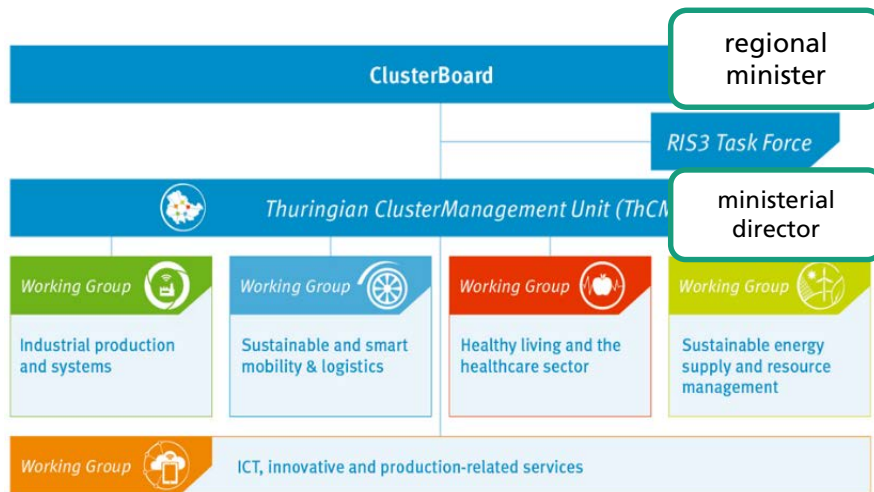 regional
minister
ClusterBoard
RIS3 Task Force
Thuringian ClusterManagement Unit (ThCM
ministerial
director
Working Group
Working Group
Working Group
Working Group
Industrial production
and systems
Sustainable and smart
mobility & logistics
Healthy living and the
healthcare sector
Sustainable energy
supply and resource
management
Working Group
ICT, innovative and production-related services